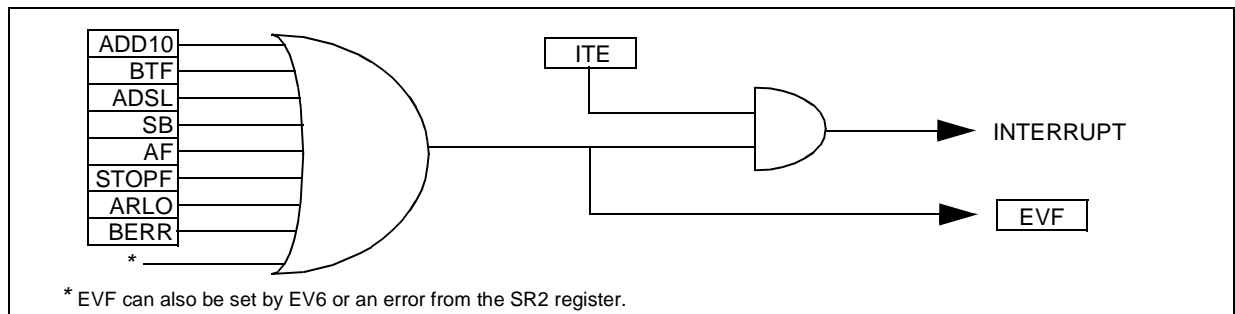 ADD10
BTF
ADSL
SB
AF
STOPF
ARLO
BERR
*
ITE
INTERRUPT
EVF
* EVF can also be set by EV6 or an error from the SR2 register.